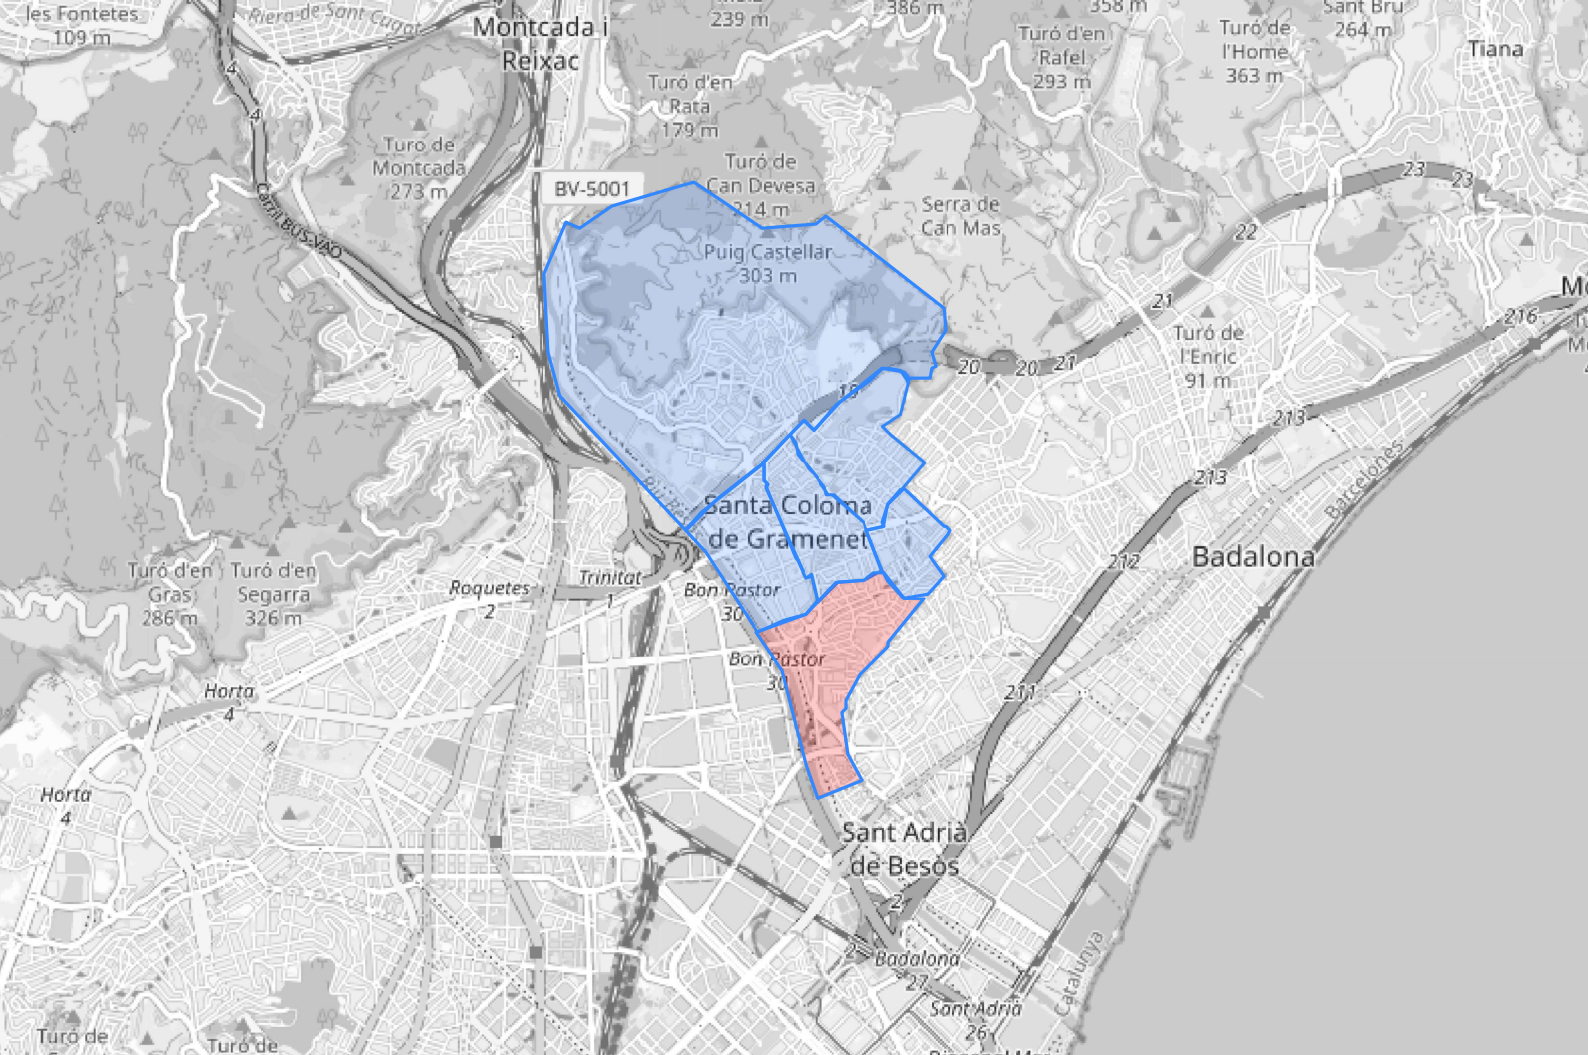 les Fontetes
109 m
Riera de Sant Cugat
Montcada i
Reixac
239 m
386 m
358 m
Turó d'en
Rafel
293 m
Turó de
l'Home
363 m
Sant Bru
264 m
Tiana
4
4
Turó d'en
Rata
179 m
Turó de
Montcada
273 m
BV-5001
Turó de
Can Devesa
214 m
Serra de
Can Mas
23
23
22
Carril BUS-VAO
Puig Castellar
303 m
21
216
Turó de
l'Enric
91 m
19
20
20
21
213
213
Barcelonès
Santa Coloma
de Gramenet
212
Badalona
Turó d'en
Gras
286 m
Turó d'en
Segarra
326 m
Roquetes
2
Trinitat
1
Bon Pastor
30
Bon Pastor
30
Horta
4
211
Horta
4
Sant Adrià
de Besòs
2
2
Badalona
27
Catalunya
Sant Adrià
26
Turó de
Turó de